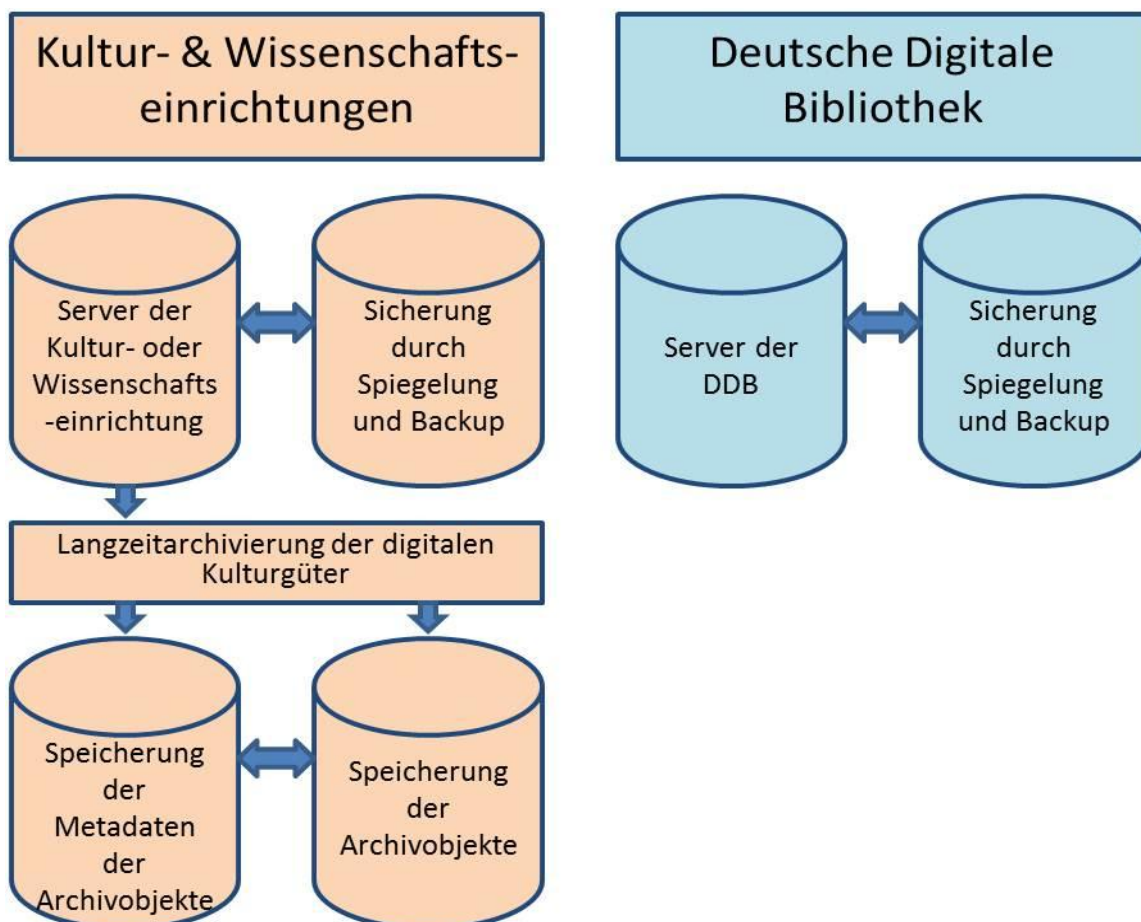 Kultur- & Wissenschafts-
einrichtungen
Deutsche Digitale
Bibliothek
Server der
Kultur- oder
Wissenschafts
-einrichtung
Sicherung
durch
Spiegelung
und Backup
Server der
DDB
Sicherung
durch
Spiegelung
und Backup
Langzeitarchivierung der digitalen
Kulturgüter
Speicherung
der
Metadaten
der
Archivobjekte
Speicherung
der
Archivobjekte